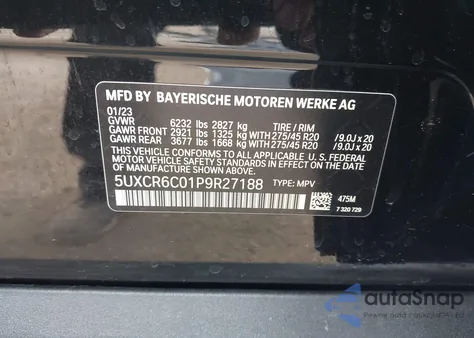 MFD BY BAYERISCHE MOTOREN WERKE AG
01/23
GVWR 6232 lbs 2827 kg TIRE / RIM
GAWR FRONT 2921 lbs 1325 kg WITH 275/45 R20 / 9.0J x 20
GAWR REAR 3677 lbs 1668 kg WITH 275/45 R20 / 9.0J x 20
THIS VEHICLE CONFORMS TO ALL APPLICABLE FEDERAL MOTOR VEHICLE SAFETY AND THEFT PREVENTION STANDARDS IN EFFECT ON THE DATE OF MANUFACTURE SHOWN ABOVE.
5UXCR6C01P9R27188 TYPE: MPV
475M
7 320 729
autoSnap